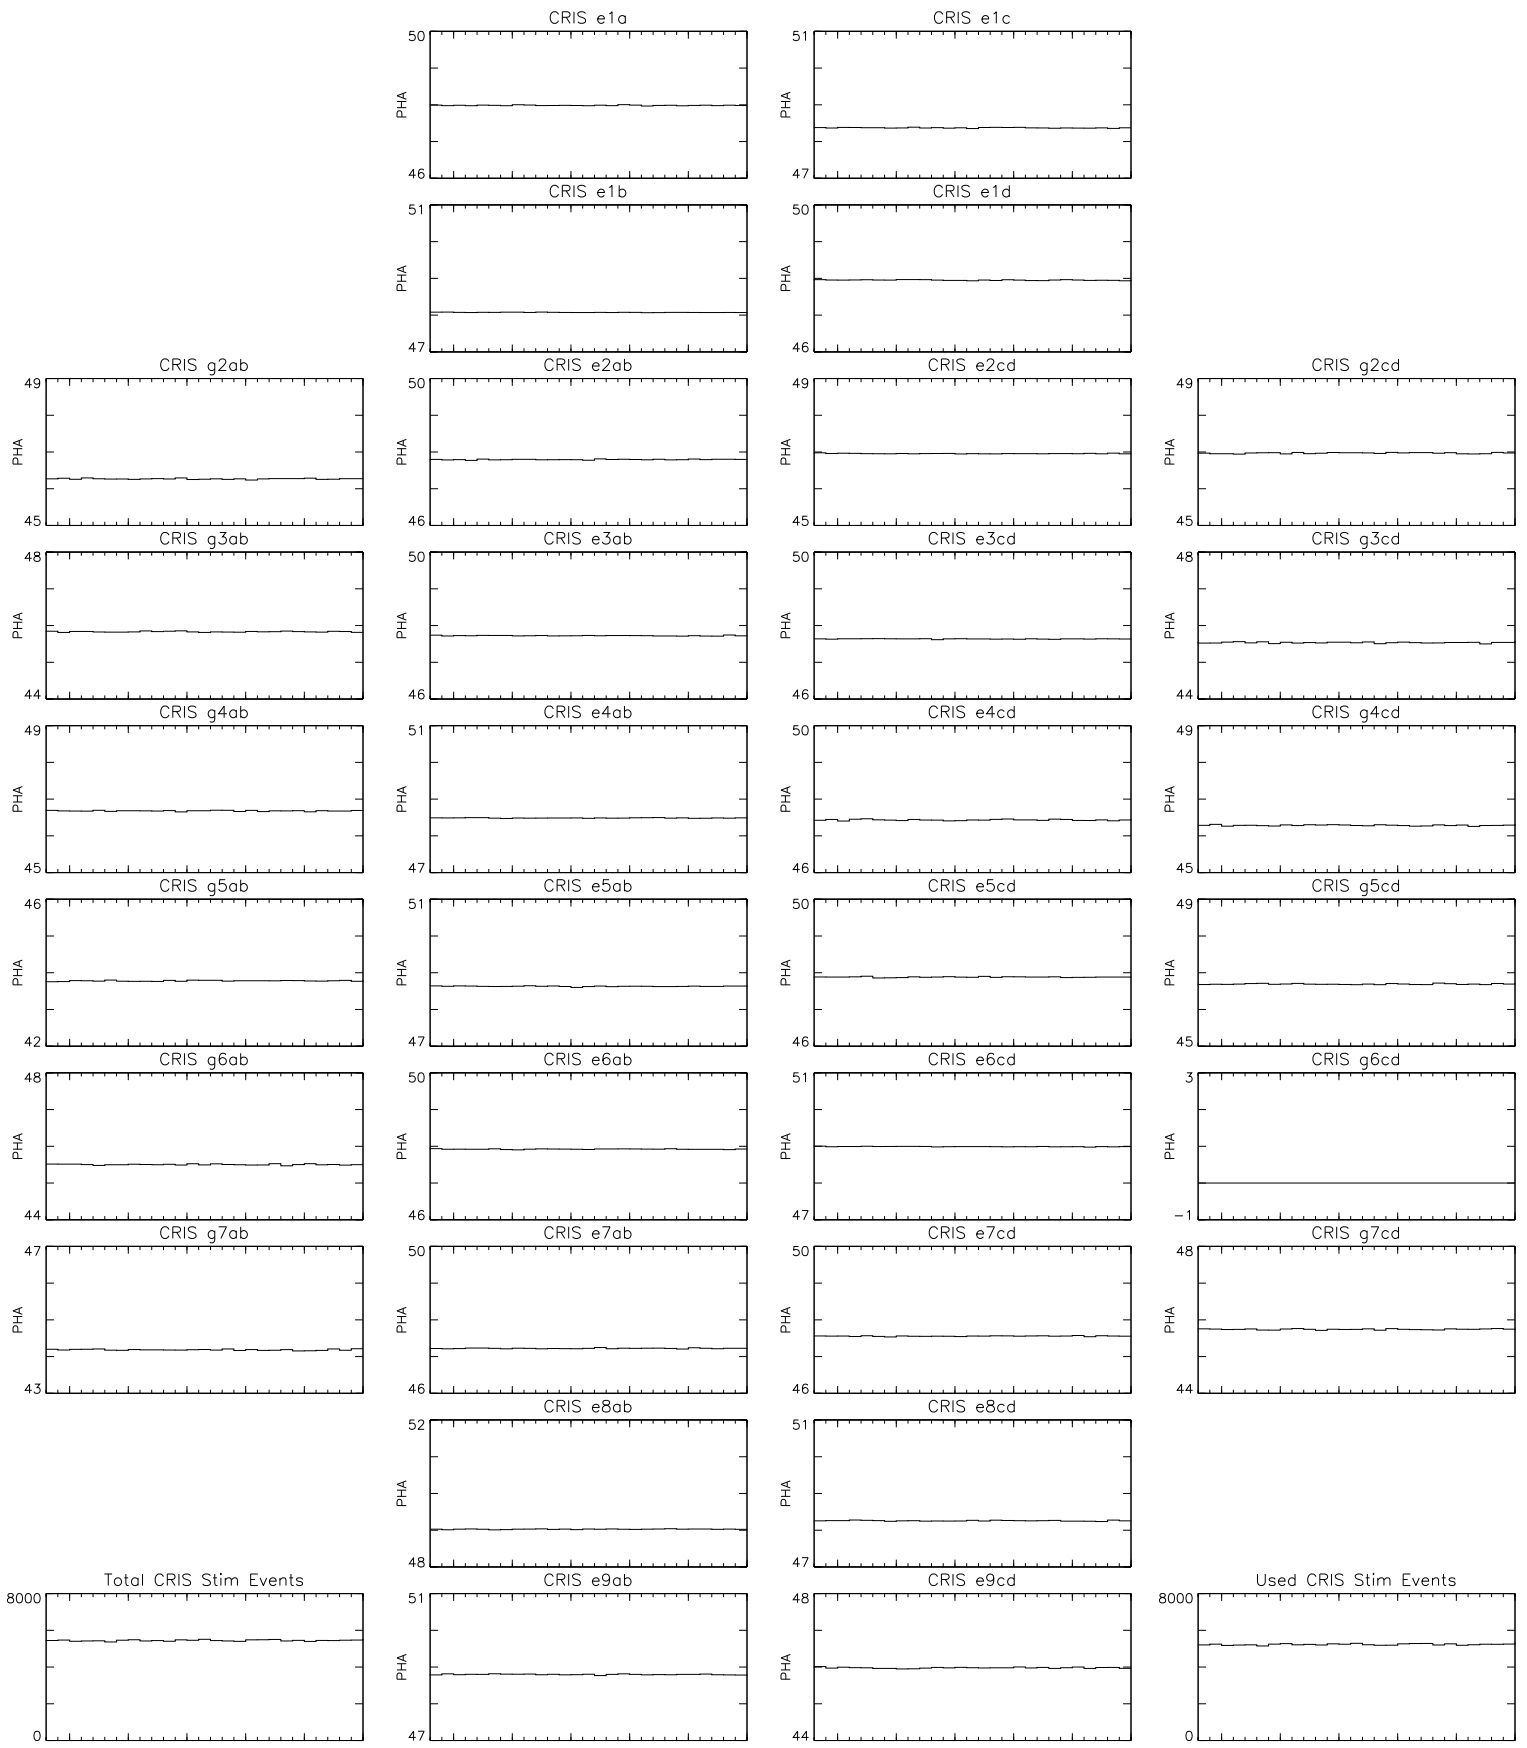 CRIS e1a
50
PHA
46
CRIS e1c
51
PHA
47
CRIS e1b
51
PHA
47
CRIS e1d
50
PHA
46
CRIS g2ab
49
PHA
45
CRIS e2ab
50
PHA
46
CRIS e2cd
49
PHA
45
CRIS g2cd
49
PHA
45
CRIS g3ab
48
PHA
44
CRIS e3ab
50
PHA
46
CRIS e3cd
50
PHA
46
CRIS g3cd
48
PHA
44
CRIS g4ab
49
PHA
45
CRIS e4ab
51
PHA
47
CRIS e4cd
50
PHA
46
CRIS g4cd
49
PHA
45
CRIS g5ab
46
PHA
42
CRIS e5ab
51
PHA
47
CRIS e5cd
50
PHA
46
CRIS g5cd
49
PHA
45
CRIS g6ab
48
PHA
44
CRIS e6ab
50
PHA
46
CRIS e6cd
51
PHA
47
CRIS g6cd
3
PHA
-1
CRIS g7ab
47
PHA
43
CRIS e7ab
50
PHA
46
CRIS e7cd
50
PHA
46
CRIS g7cd
48
PHA
44
CRIS e8ab
52
PHA
48
CRIS e8cd
51
PHA
47
Total CRIS Stim Events
8000
0
CRIS e9ab
51
PHA
47
CRIS e9cd
48
PHA
44
Used CRIS Stim Events
8000
0